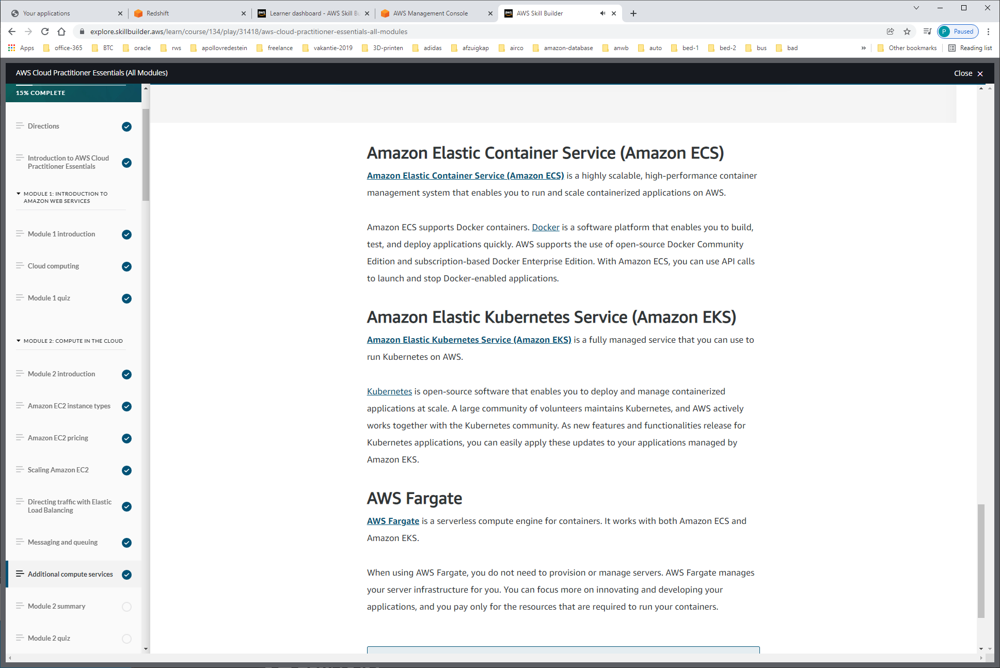 Your applications
Redshift
Learner dashboard - AWS Skill Bu
AWS Management Console
AWS Skill Builder
explore.skillbuilder.aws/learn/course/134/play/31418/aws-cloud-practitioner-essentials-all-modules
P Paused
Apps office-365 BTC oracle rws apollovredestein freelance vakantie-2019 3D-printen adidas afzuigkap airco amazon-database anwb auto bed-1 bed-2 bus bad » Other bookmarks Reading list
AWS Cloud Practitioner Essentials (All Modules)
Close
15% COMPLETE
Directions
Introduction to AWS Cloud
Practitioner Essentials
MODULE 1: INTRODUCTION TO
AMAZON WEB SERVICES
Module 1 introduction
Cloud computing
Module 1 quiz
MODULE 2: COMPUTE IN THE CLOUD
Module 2 introduction
Amazon EC2 instance types
Amazon EC2 pricing
Scaling Amazon EC2
Directing traffic with Elastic
Load Balancing
Messaging and queuing
Additional compute services
Module 2 summary
Module 2 quiz
Amazon Elastic Container Service (Amazon ECS)
Amazon Elastic Container Service (Amazon ECS) is a highly scalable, high-performance container
management system that enables you to run and scale containerized applications on AWS.
Amazon ECS supports Docker containers. Docker is a software platform that enables you to build,
test, and deploy applications quickly. AWS supports the use of open-source Docker Community
Edition and subscription-based Docker Enterprise Edition. With Amazon ECS, you can use API calls
to launch and stop Docker-enabled applications.
Amazon Elastic Kubernetes Service (Amazon EKS)
Amazon Elastic Kubernetes Service (Amazon EKS) is a fully managed service that you can use to
run Kubernetes on AWS.
Kubernetes is open-source software that enables you to deploy and manage containerized
applications at scale. A large community of volunteers maintains Kubernetes, and AWS actively
works together with the Kubernetes community. As new features and functionalities release for
Kubernetes applications, you can easily apply these updates to your applications managed by
Amazon EKS.
AWS Fargate
AWS Fargate is a serverless compute engine for containers. It works with both Amazon ECS and
Amazon EKS.
When using AWS Fargate, you do not need to provision or manage servers. AWS Fargate manages
your server infrastructure for you. You can focus more on innovating and developing your
applications, and you pay only for the resources that are required to run your containers.